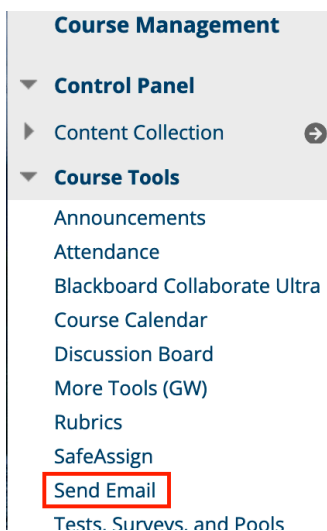 Course Management
Control Panel
Content Collection
Course Tools
Announcements
Attendance
Blackboard Collaborate Ultra
Course Calendar
Discussion Board
More Tools (GW)
Rubrics
SafeAssign
Send Email
Tests, Surveys, and Pools